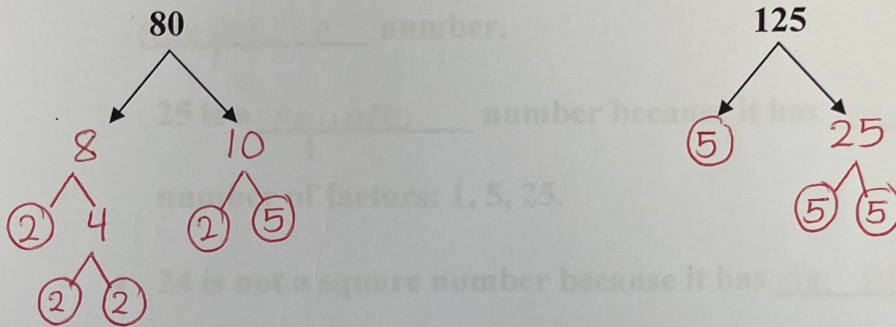 80 125
number.
25 is a square number because it has
8 10 5 25
number of factors: 1, 5, 25.
2 4 2 5 5 5
24 is not a square number because it has
2 2